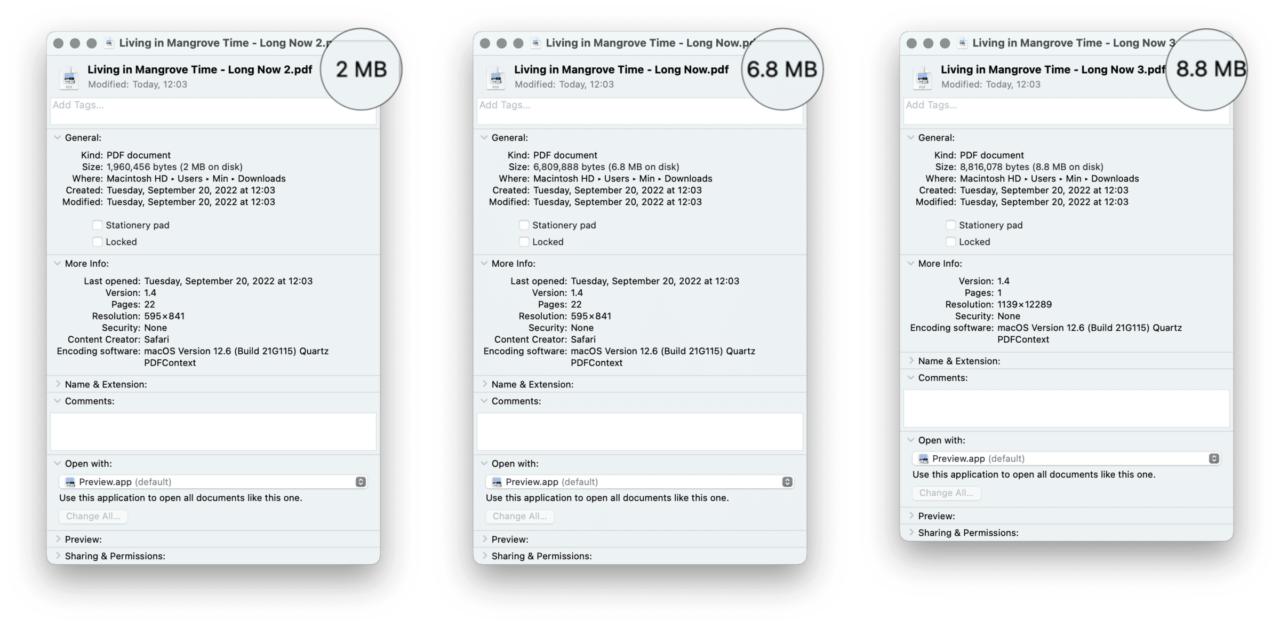 Living in Mangrove Time - Long Now 2.p
Living in Mangrove Time - Long Now 2.pdf
2 MB
Modified: Today, 12:03
Add Tags...
General:
Kind: PDF document
Size: 1,960,456 bytes (2 MB on disk)
Where: Macintosh HD ‣ Users ‣ Min ‣ Downloads
Created: Tuesday, September 20, 2022 at 12:03
Modified: Tuesday, September 20, 2022 at 12:03
Stationery pad
Locked
More Info:
Last opened: Tuesday, September 20, 2022 at 12:03
Version: 1.4
Pages: 22
Resolution: 595×841
Security: None
Content Creator: Safari
Encoding software: macOS Version 12.6 (Build 21G115) Quartz
PDFContext
Name & Extension:
Comments:
Open with:
Preview.app (default)
Use this application to open all documents like this one.
Change All...
Preview:
Sharing & Permissions:
Living in Mangrove Time - Long Now.p
Living in Mangrove Time - Long Now.pdf
6.8 MB
Modified: Today, 12:03
Add Tags...
General:
Kind: PDF document
Size: 6,809,888 bytes (6.8 MB on disk)
Where: Macintosh HD ‣ Users ‣ Min ‣ Downloads
Created: Tuesday, September 20, 2022 at 12:03
Modified: Tuesday, September 20, 2022 at 12:03
Stationery pad
Locked
More Info:
Last opened: Tuesday, September 20, 2022 at 12:03
Version: 1.4
Pages: 22
Resolution: 595×841
Security: None
Content Creator: Safari
Encoding software: macOS Version 12.6 (Build 21G115) Quartz
PDFContext
Name & Extension:
Comments:
Open with:
Preview.app (default)
Use this application to open all documents like this one.
Change All...
Preview:
Sharing & Permissions:
Living in Mangrove Time - Long Now 3
Living in Mangrove Time - Long Now 3.pdf
8.8 MB
Modified: Today, 12:03
Add Tags...
General:
Kind: PDF document
Size: 8,816,078 bytes (8.8 MB on disk)
Where: Macintosh HD ‣ Users ‣ Min ‣ Downloads
Created: Tuesday, September 20, 2022 at 12:03
Modified: Tuesday, September 20, 2022 at 12:03
Stationery pad
Locked
More Info:
Version: 1.4
Pages: 1
Resolution: 1139×12289
Security: None
Encoding software: macOS Version 12.6 (Build 21G115) Quartz
PDFContext
Name & Extension:
Comments:
Open with:
Preview.app (default)
Use this application to open all documents like this one.
Change All...
Preview:
Sharing & Permissions: